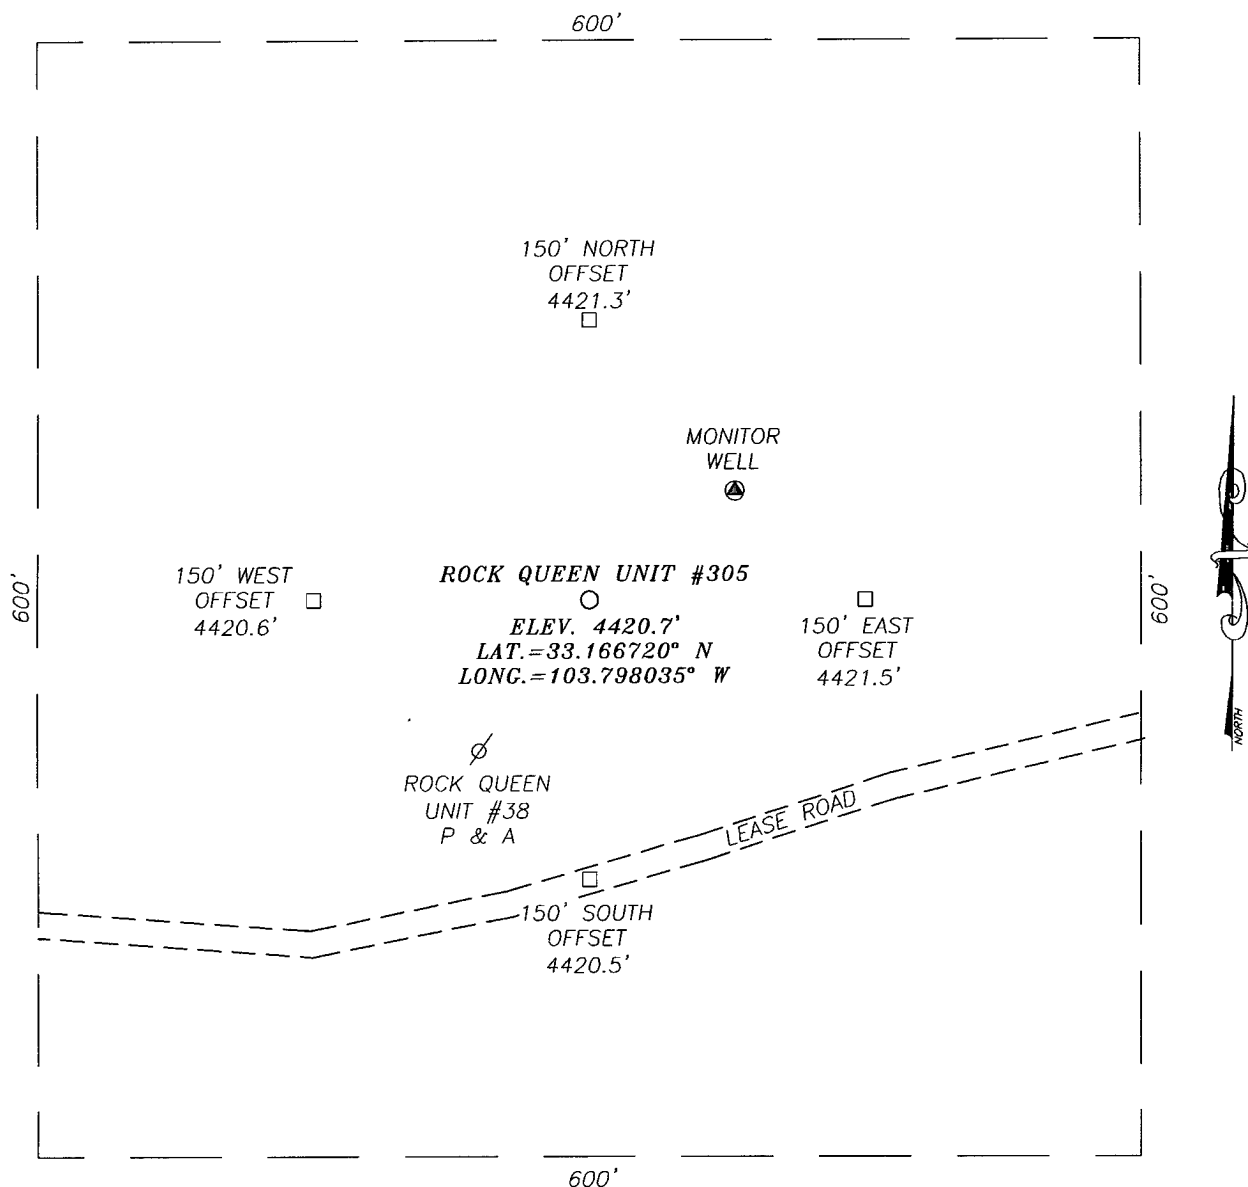 600'
150' NORTH
OFFSET
4421.3'
MONITOR
WELL
600'
150' WEST
OFFSET
4420.6'
ROCK QUEEN UNIT #305
ELEV. 4420.7'
LAT.=33.166720° N
LONG.=103.798035° W
150' EAST
OFFSET
4421.5'
600'
NORTH
ROCK QUEEN
UNIT #38
P & A
LEASE ROAD
150' SOUTH
OFFSET
4420.5'
600'